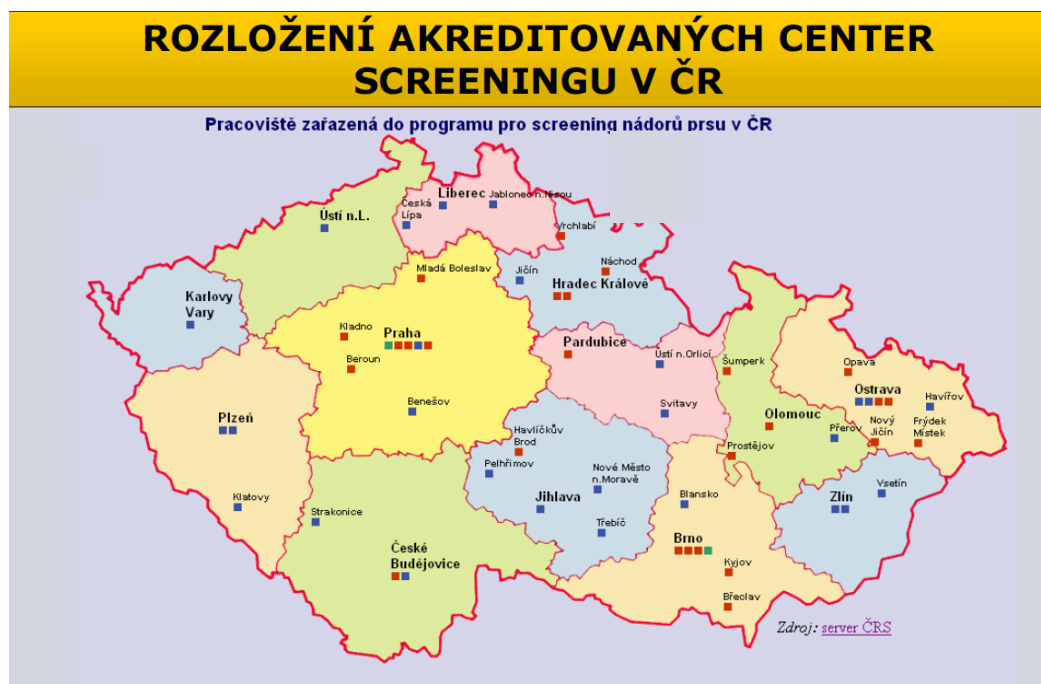 ROZLOŽENÍ AKREDITOVANÝCH CENTER
SCREENINGU V ČR
Pracoviště zařazená do programu pro screening nádorů prsu v ČR
Liberec
Jablonec n.Nisou
Česká
Lípa
Ústí n.L.
Vrchlabí
Náchod
Mladá Boleslav
Jičín
Hradec Králové
Karlovy
Vary
Kladno
Praha
Pardubice
Beroun
Ústí n.Orlicí
Šumperk
Opava
Ostrava
Havířov
Benešov
Svitavy
Plzeň
Olomouc
Přerov
Nový
Jičín
Frýdek
Místek
Havlíčkův
Brod
Prostějov
Pelhřimov
Nové Město
n.Moravě
Klatovy
Jihlava
Blansko
Zlín
Vsetín
Strakonice
Třebíč
Brno
České
Budějovice
Kyjov
Břeclav
Zdroj: server ČRS